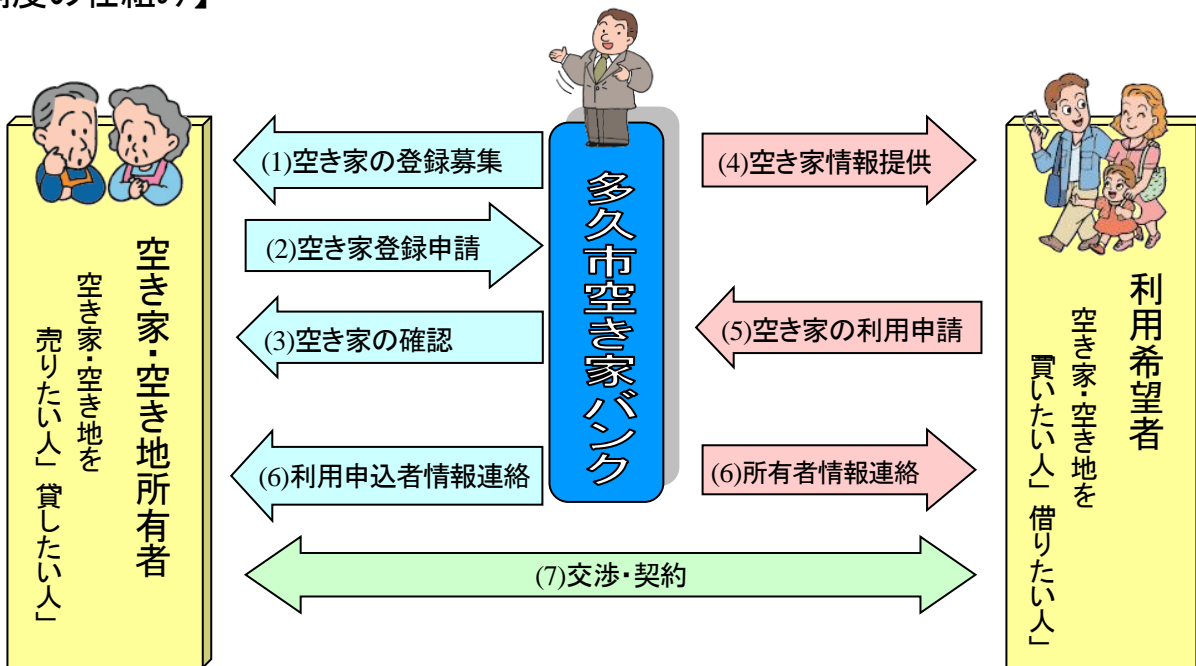 制度の仕組み】
(1)空き家の登録募集
(2)空き家登録申請
(3)空き家の確認
(6)利用申込者情報連絡
(4)空き家情報提供
(5)空き家の利用申請
(6)所有者情報連絡
(7)交渉・契約
多久市空き家バンク
空き家・空き地所有者
空き家・空き地を
売りたい人」貸したい人」
利用希望者
空き家・空き地を
買いたい人」借りたい人」